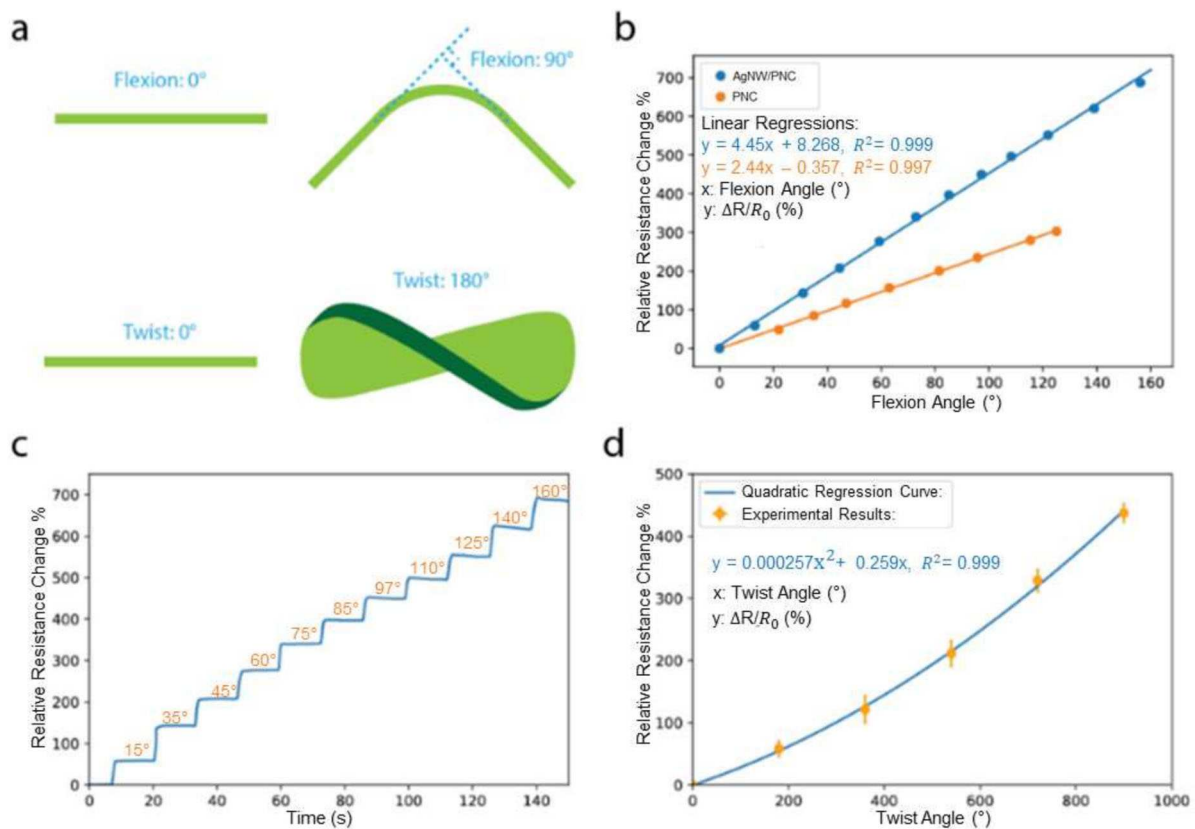 a
Flexion: 0°
Flexion: 90°
Twist: 0°
Twist: 180°
b
Relative Resistance Change %
700
600
500
400
300
200
100
0
AgNW/PNC
PNC
Linear Regressions:
y = 4.45x + 8.268, R²= 0.999
y = 2.44x – 0.357, R²= 0.997
x: Flexion Angle (°)
y: ΔR/R₀ (%)
0 20 40 60 80 100 120 140 160
Flexion Angle (°)
c
Relative Resistance Change %
700
600
500
400
300
200
100
0
15°
35°
45°
60°
75°
85°
97°
110°
125°
140°
160°
0 20 40 60 80 100 120 140
Time (s)
d
Relative Resistance Change %
500
400
300
200
100
0
Quadratic Regression Curve:
Experimental Results:
y = 0.000257x²+ 0.259x, R²= 0.999
x: Twist Angle (°)
y: ΔR/R₀ (%)
200 400 600 800 1000
Twist Angle (°)